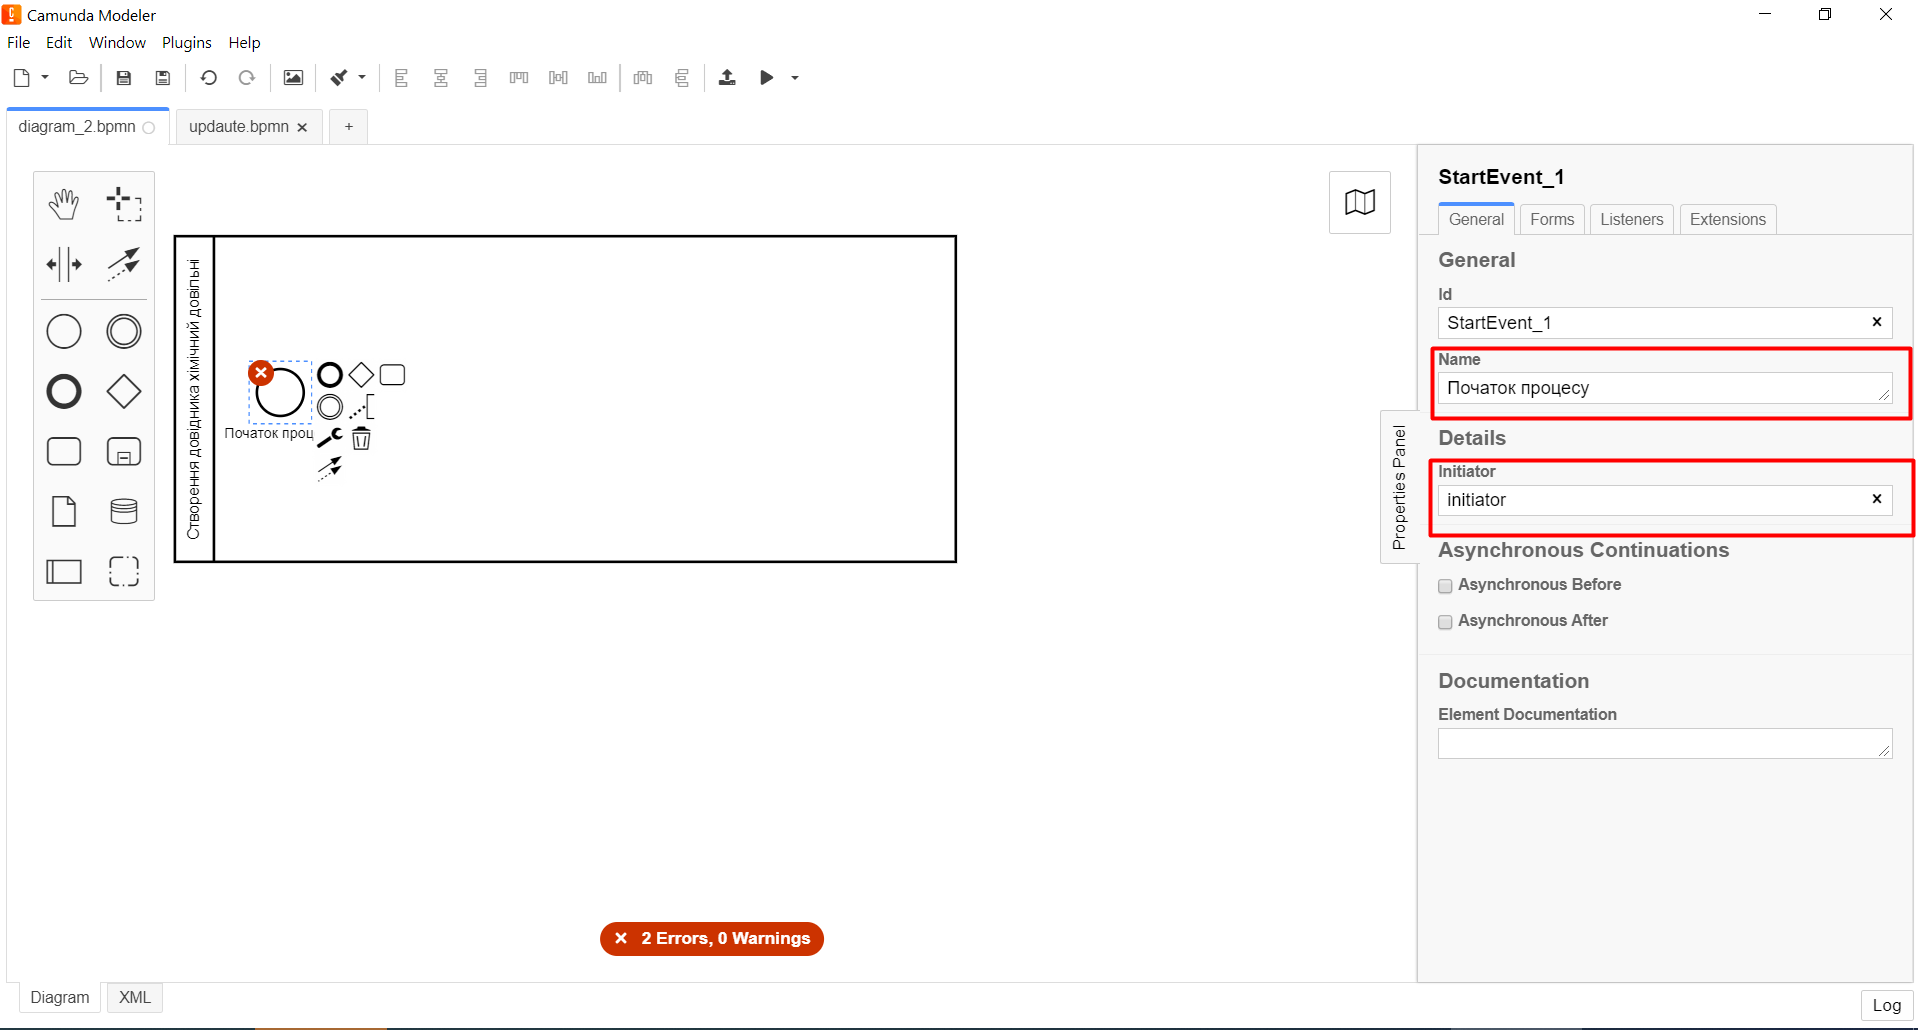 Camunda Modeler
File Edit Window Plugins Help
diagram_2.bpmn
updaute.bpmn
+
Створення довідника хімічний довільні
Початок проц
Properties Panel
StartEvent_1
General Forms Listeners Extensions
General
Id
StartEvent_1
Name
Початок процесу
Details
Initiator
initiator
Asynchronous Continuations
Asynchronous Before
Asynchronous After
Documentation
Element Documentation
2 Errors, 0 Warnings
Diagram XML
Log